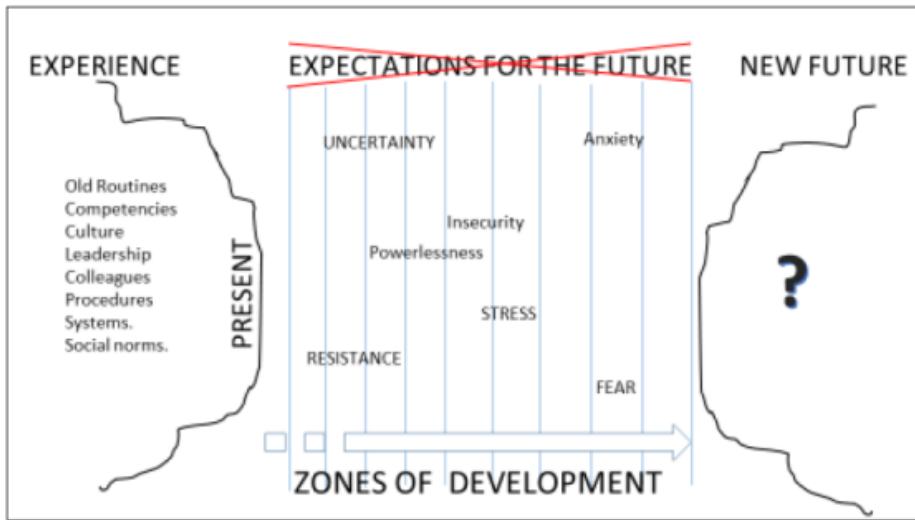 EXPERIENCE
EXPECTATIONS FOR THE FUTURE
NEW FUTURE
UNCERTAINTY
Anxiety
Old Routines
Competencies
Culture
Leadership
Colleagues
Procedures
Systems.
Social norms.
PRESENT
Insecurity
Powerlessness
STRESS
RESISTANCE
FEAR
?
ZONES OF DEVELOPMENT